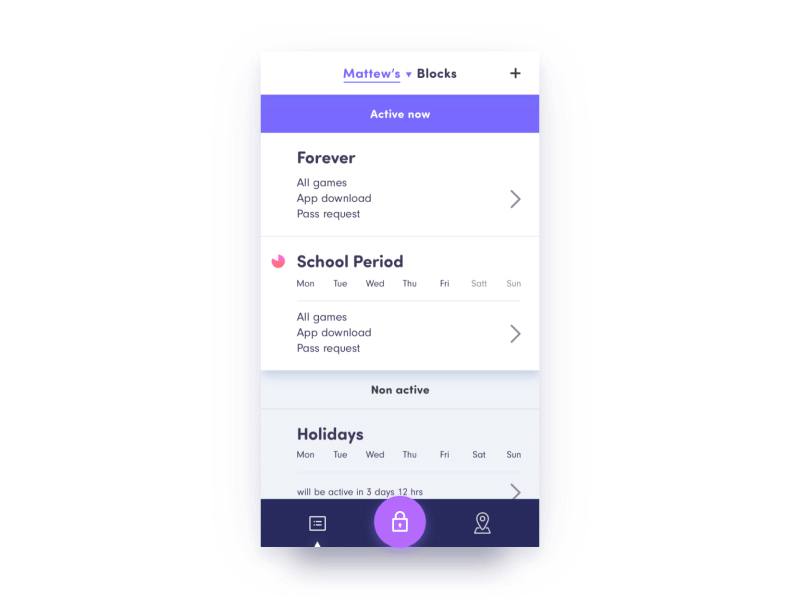 Mattew's ▼ Blocks +
Active now
Forever
All games
App download
Pass request
School Period
Mon Tue Wed Thu Fri Satt Sun
All games
App download
Pass request
Non active
Holidays
Mon Tue Wed Thu Fri Sat Sun
will be active in 3 days 12 hrs